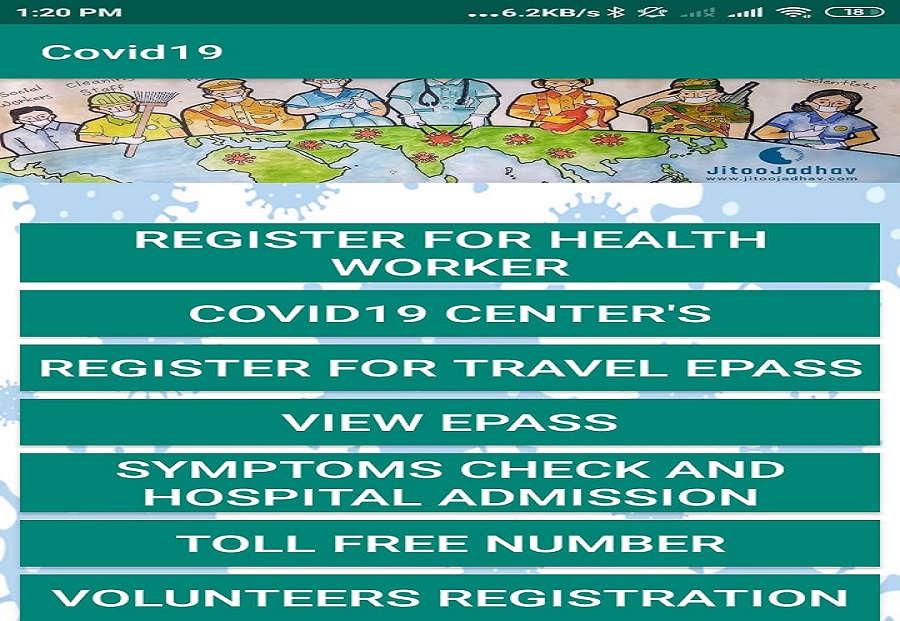 1:20 PM
...6.2KB/s
18
Covid19
Social
Workers
Cleaning
Staff
Scientists
JitooJadhav
www.jitoojadhav.com
REGISTER FOR HEALTH
WORKER
COVID19 CENTER'S
REGISTER FOR TRAVEL EPASS
VIEW EPASS
SYMPTOMS CHECK AND
HOSPITAL ADMISSION
TOLL FREE NUMBER
VOLUNTEERS REGISTRATION